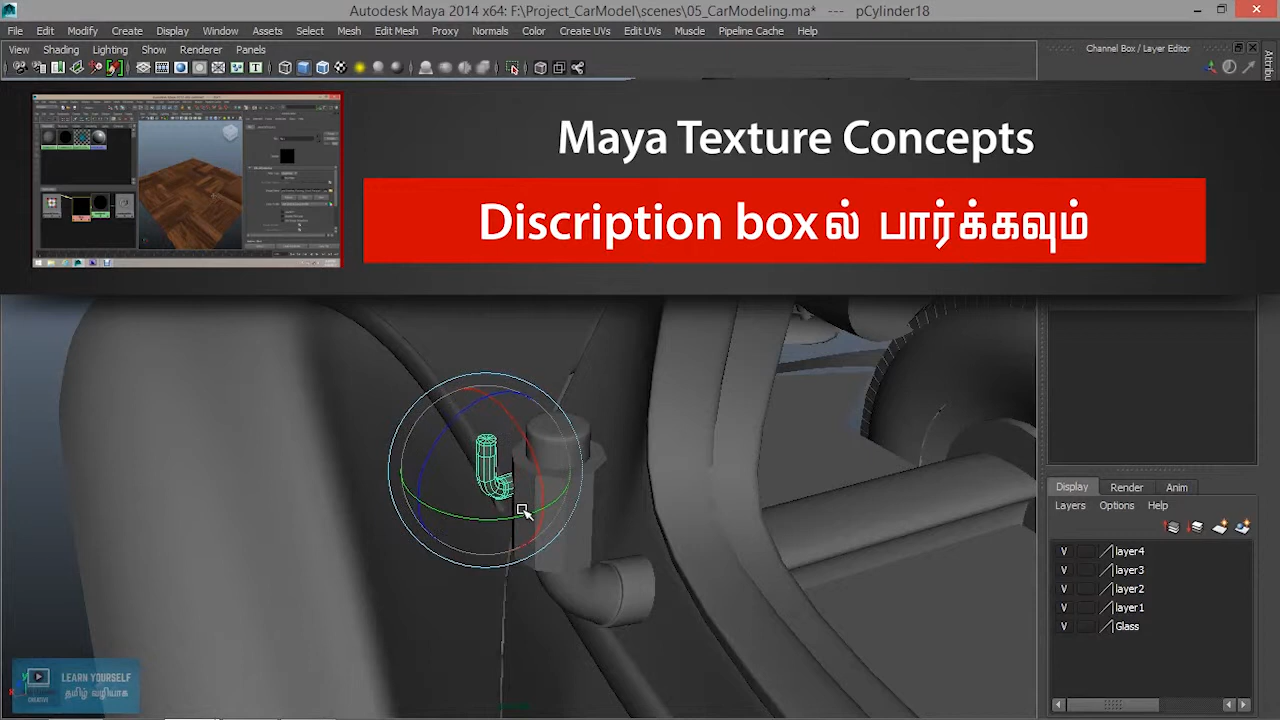 Autodesk Maya 2014 x64: F:\Project_CarModel\scenes\05_CarModeling.ma* --- pCylinder18
File Edit Modify Create Display Window Assets Select Mesh Edit Mesh Proxy Normals Color Create UVs Edit UVs Muscle Pipeline Cache Help
View Shading Lighting Show Renderer Panels
Channel Box / Layer Editor
Attribu
Maya Texture Concepts
Discription boxல் பார்க்கவும்
Display Render Anim
Layers Options Help
V layer4
V layer3
V layer2
V layer1
V Glass
LEARN YOURSELF
தமிழ் வழியாக
CREATIVE